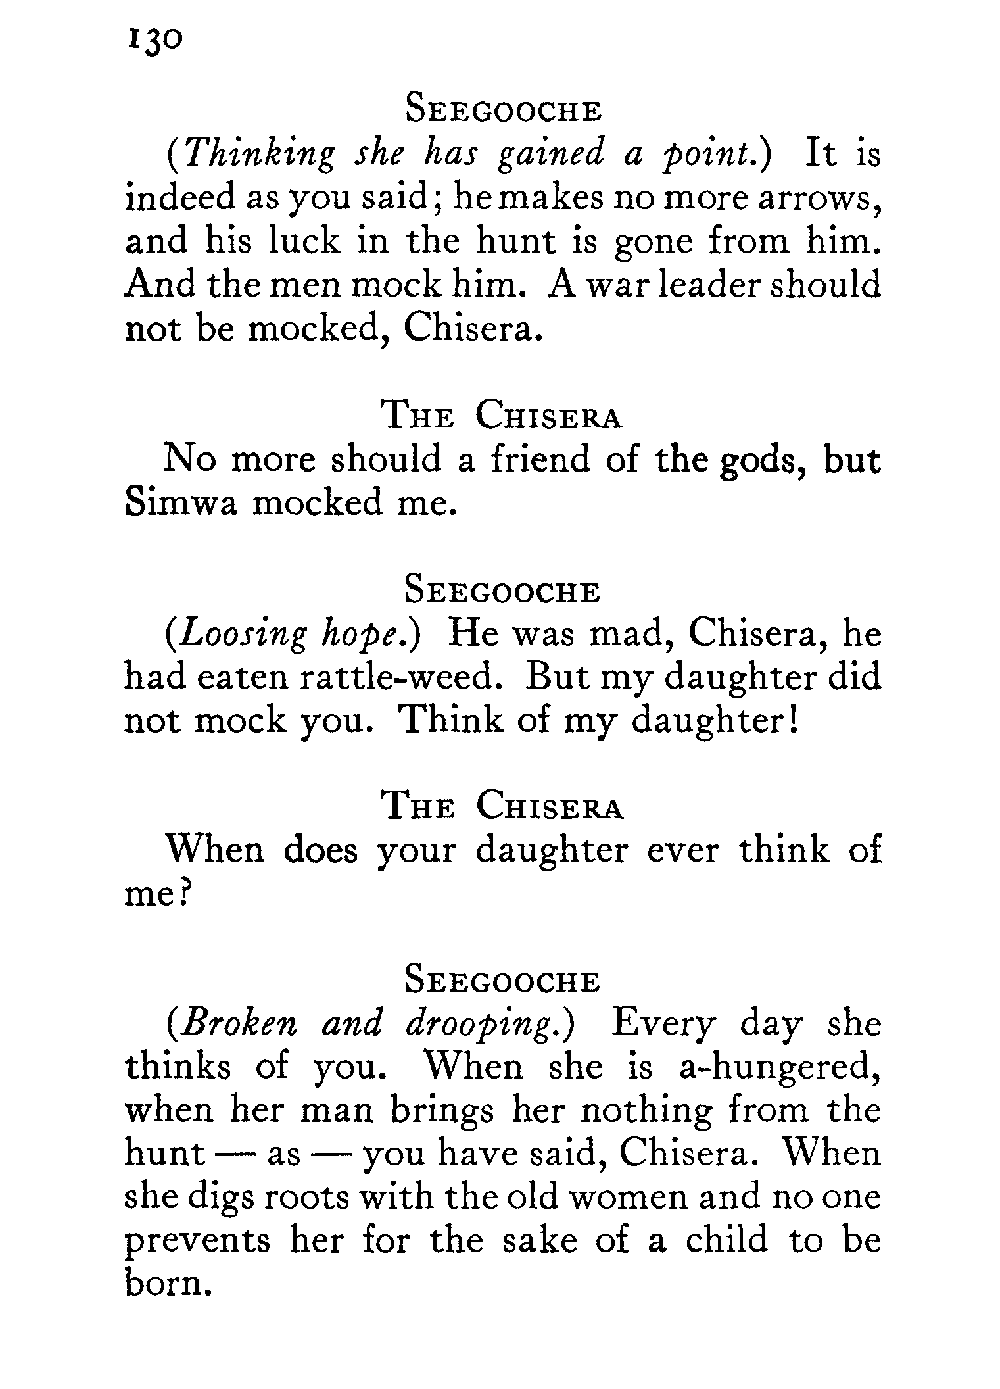 130
SEEGOOCHE
(Thinking she has gained a point.) It is
indeed as you said; he makes no more arrows,
and his luck in the hunt is gone from him.
And the men mock him. A war leader should
not be mocked, Chisera.
THE CHISERA
No more should a friend of the gods, but
Simwa mocked me.
SEEGOOCHE
(Loosing hope.) He was mad, Chisera, he
had eaten rattle-weed. But my daughter did
not mock you. Think of my daughter!
THE CHISERA
When does your daughter ever think of
me?
SEEGOOCHE
(Broken and drooping.) Every day she
thinks of you. When she is a-hungered,
when her man brings her nothing from the
hunt — as — you have said, Chisera. When
she digs roots with the old women and no one
prevents her for the sake of a child to be
born.